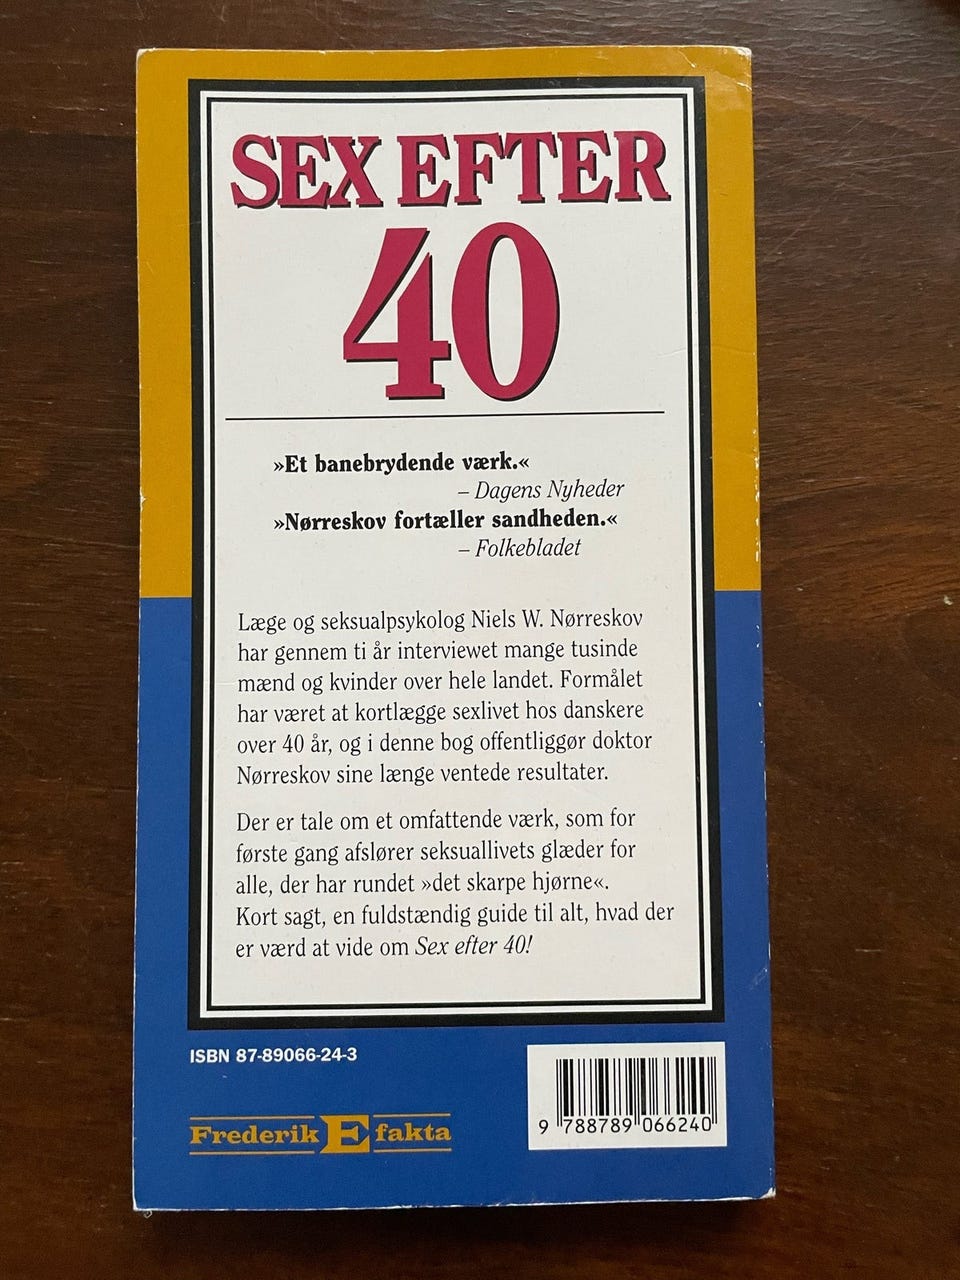 SEX EFTER
40
»Et banebrydende værk.«
– Dagens Nyheder
»Nørreskov fortæller sandheden.«
– Folkebladet
Læge og seksualpsykolog Niels W. Nørreskov
har gennem ti år interviewet mange tusinde
mænd og kvinder over hele landet. Formålet
har været at kortlægge sexlivet hos danskere
over 40 år, og i denne bog offentliggør doktor
Nørreskov sine længe ventede resultater.
Der er tale om et omfattende værk, som for
første gang afslører seksuallivets glæder for
alle, der har rundet »det skarpe hjørne«.
Kort sagt, en fuldstændig guide til alt, hvad der
er værd at vide om Sex efter 40!
ISBN 87-89066-24-3
Frederik E fakta
9 788789 066240